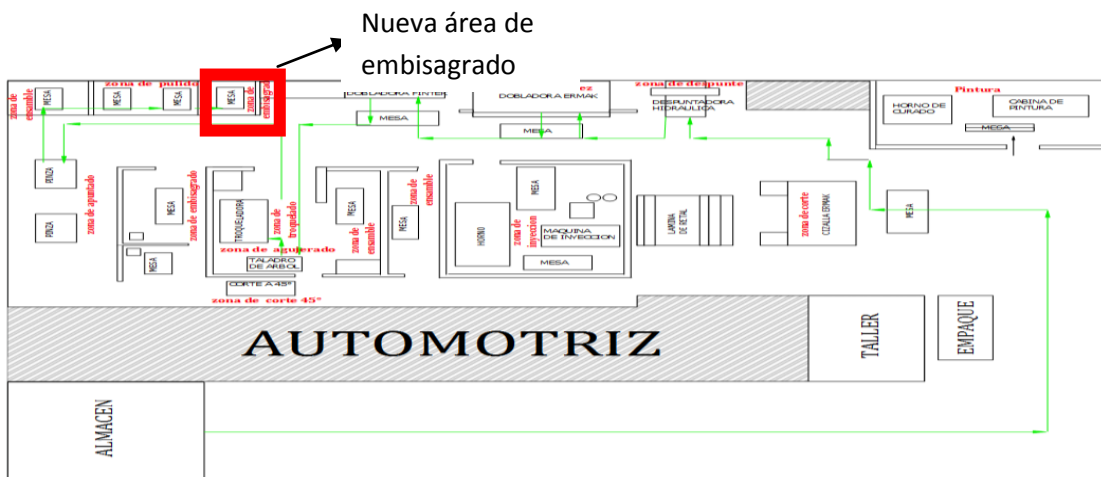 Nueva área de
embisagrado
zona de
ensamble
MESA
zona de pulido
MESA
MESA
MESA
zona de
embisagrado
MESA
DOBLADORA ERMAK
ez
MESA
zona de despunte
DESPUNTADORA
HIDRAULICA
Pintura
HORNO DE
CURADO
CABINA DE
PINTURA
MESA
PINZA
PINZA
zona de apuntado
MESA
zona de embisagrado
MESA
TROQUELADORA
zona de
troquelado
zona de agujerado
TALADRO
DE ARBOL
CORTE A 45°
zona de corte 45°
MESA
zona de
ensamble
MESA
zona de
ensamble
HORNO
zona de
inyeccion
MESA
MAQUINA
DE INYECCION
MESA
LAMINA
DE RETAL
zona de corte
CIZALLA ERMAK
MESA
AUTOMOTRIZ
TALLER
EMPAQUE
ALMACEN